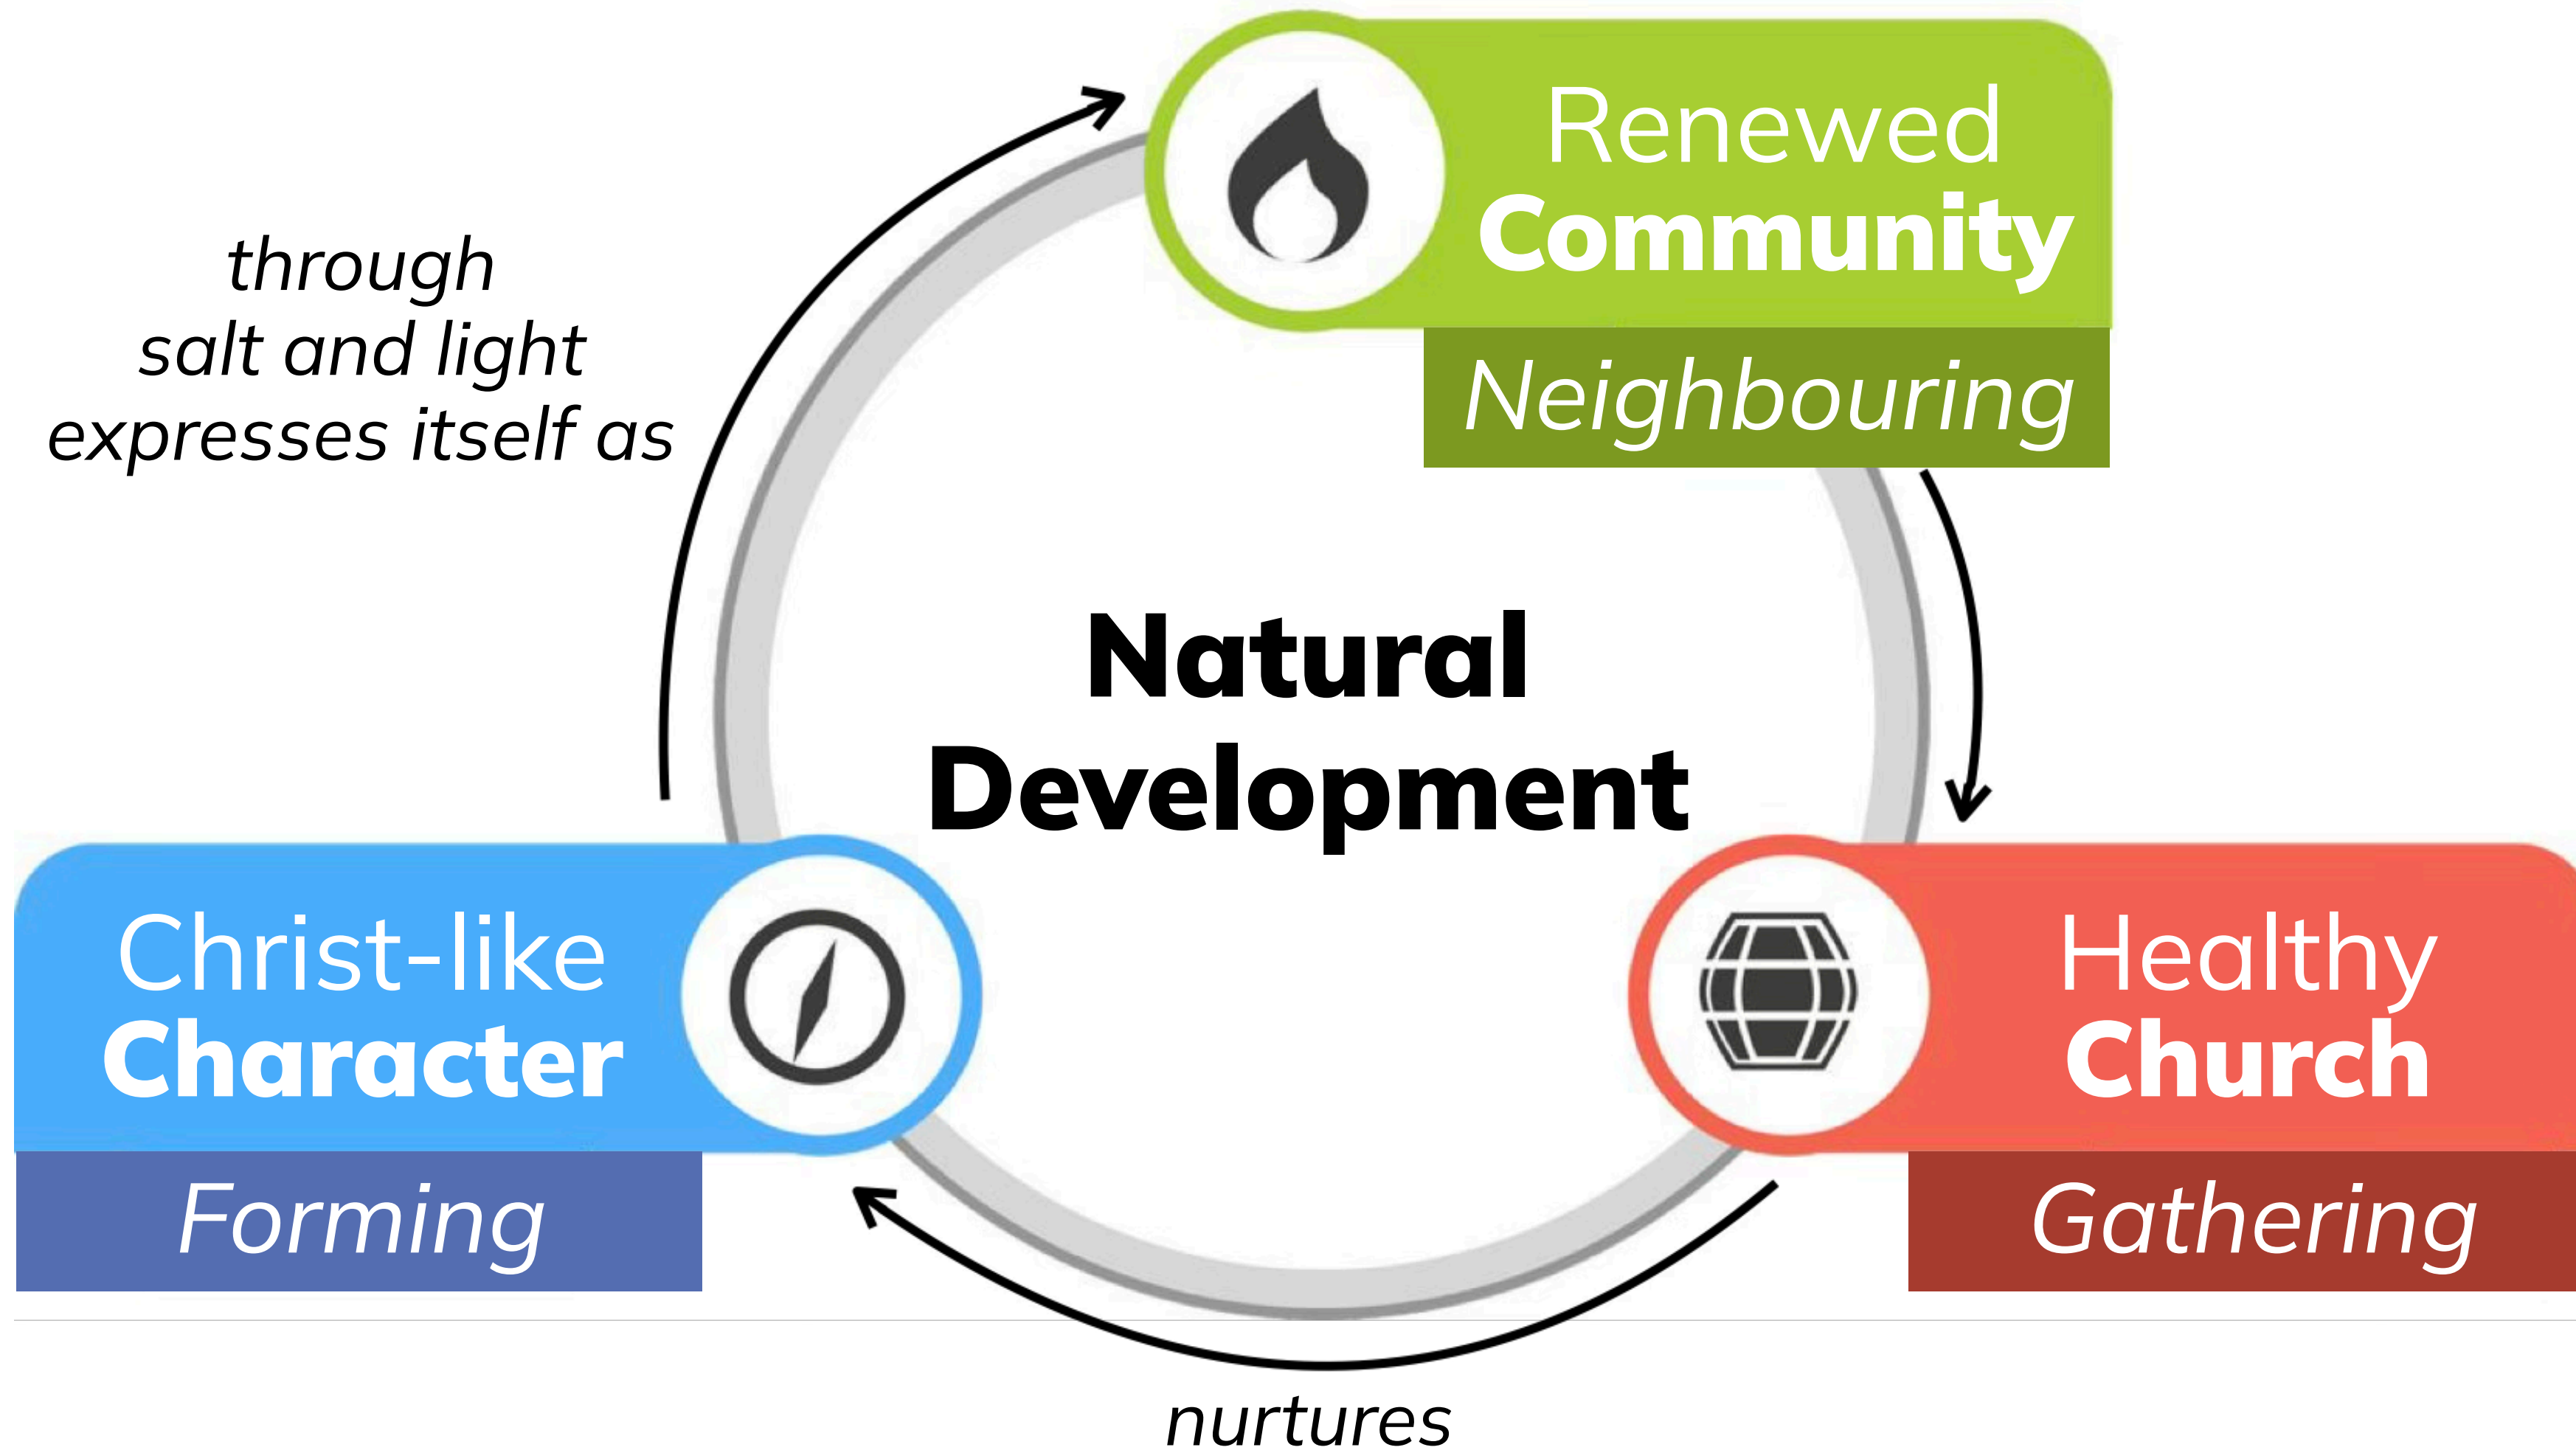 Renewed
Community
Neighbouring
through
salt and light
expresses itself as
Natural
Development
Christ-like
Character
Forming
Healthy
Church
Gathering
nurtures